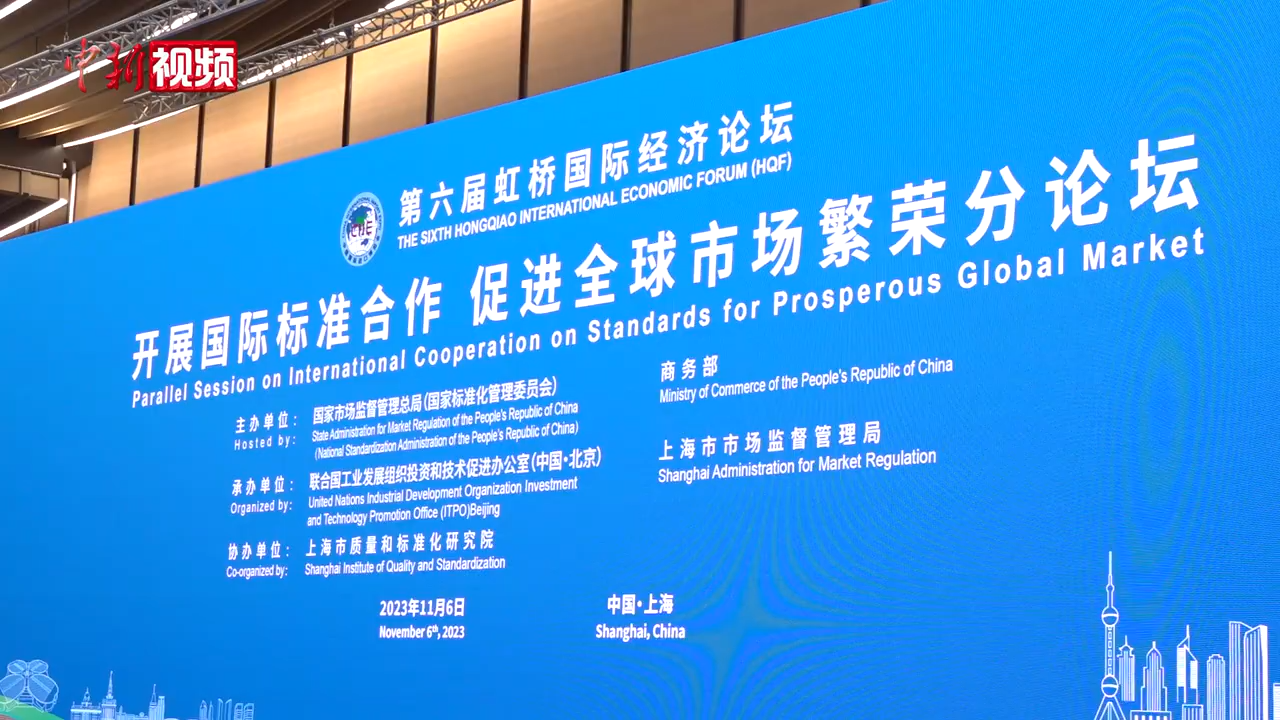 中新视频
第六届虹桥国际经济论坛
THE SIXTH HONGQIAO INTERNATIONAL ECONOMIC FORUM (HQF)
开展国际标准合作 促进全球市场繁荣分论坛
Parallel Session on International Cooperation on Standards for Prosperous Global Market
主办单位: 国家市场监督管理总局(国家标准化管理委员会)
Hosted by: State Administration for Market Regulation of the People's Republic of China
(National Standardization Administration of the People's Republic of China)
商务部
Ministry of Commerce of the People's Republic of China
承办单位: 联合国工业发展组织投资和技术促进办公室(中国·北京)
Organized by: United Nations Industrial Development Organization Investment
and Technology Promotion Office (ITPO)Beijing
上海市市场监督管理局
Shanghai Administration for Market Regulation
协办单位: 上海市质量和标准化研究院
Co-organized by: Shanghai Institute of Quality and Standardization
2023年11月6日
November 6th, 2023
中国·上海
Shanghai, China